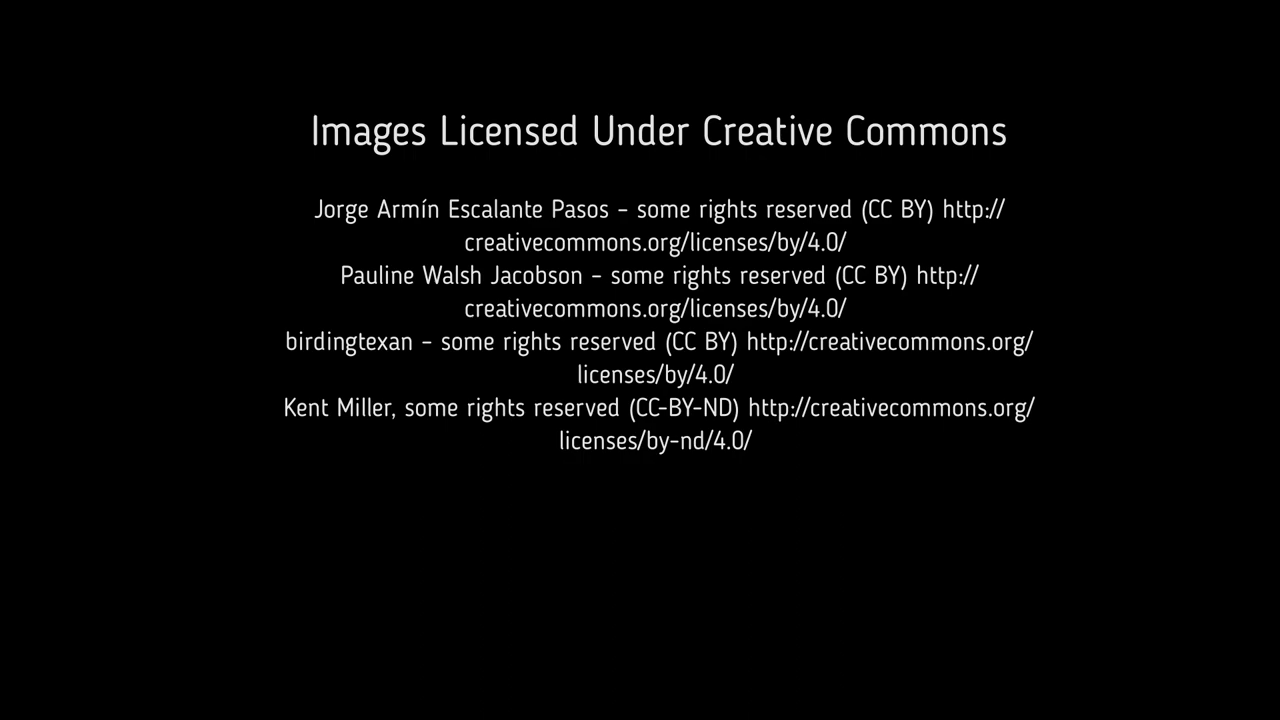 Images Licensed Under Creative Commons
Jorge Armín Escalante Pasos – some rights reserved (CC BY) http://
creativecommons.org/licenses/by/4.0/
Pauline Walsh Jacobson – some rights reserved (CC BY) http://
creativecommons.org/licenses/by/4.0/
birdingtexan – some rights reserved (CC BY) http://creativecommons.org/
licenses/by/4.0/
Kent Miller, some rights reserved (CC-BY-ND) http://creativecommons.org/
licenses/by-nd/4.0/